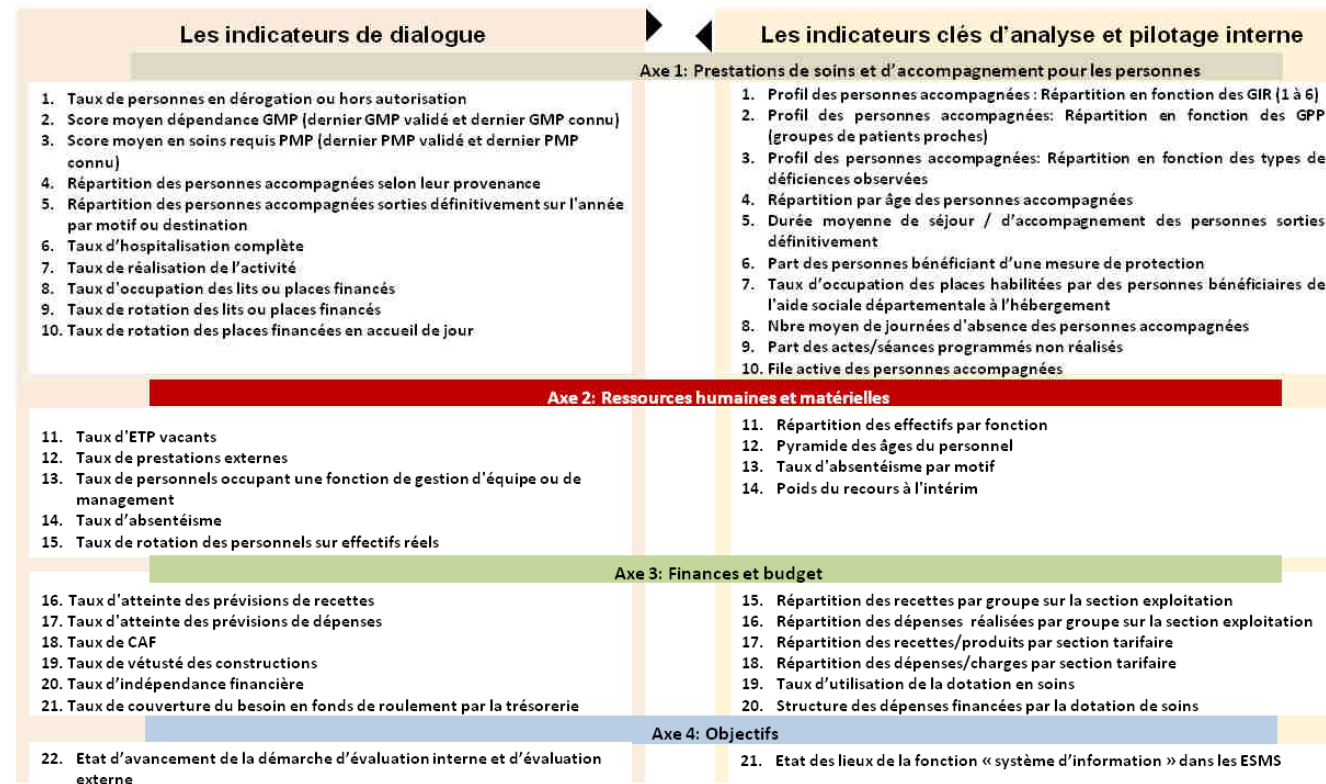 Les indicateurs de dialogue
Les indicateurs clés d'analyse et pilotage interne
Axe 1: Prestations de soins et d'accompagnement pour les personnes
1. Taux de personnes en dérogation ou hors autorisation
2. Score moyen dépendance GMP (dernier GMP validé et dernier GMP connu)
3. Score moyen en soins requis PMP (dernier PMP validé et dernier PMP
connu)
4. Répartition des personnes accompagnées selon leur provenance
5. Répartition des personnes accompagnées sorties définitivement sur l'année
par motif ou destination
6. Taux d'hospitalisation complète
7. Taux de réalisation de l'activité
8. Taux d'occupation des lits ou places financés
9. Taux de rotation des lits ou places financés
10. Taux de rotation des places financées en accueil de jour
1. Profil des personnes accompagnées : Répartition en fonction des GIR (1 à 6)
2. Profil des personnes accompagnées: Répartition en fonction des GPP
(groupes de patients proches)
3. Profil des personnes accompagnées: Répartition en fonction des types de
déficiences observées
4. Répartition par âge des personnes accompagnées
5. Durée moyenne de séjour / d'accompagnement des personnes sorties
définitivement
6. Part des personnes bénéficiant d'une mesure de protection
7. Taux d'occupation des places habilitées par des personnes bénéficiaires de
l'aide sociale départementale à l'hébergement
8. Nbre moyen de journées d'absence des personnes accompagnées
9. Part des actes/séances programmés non réalisés
10. File active des personnes accompagnées
Axe 2: Ressources humaines et matérielles
11. Taux d'ETP vacants
12. Taux de prestations externes
13. Taux de personnels occupant une fonction de gestion d'équipe ou de
management
14. Taux d'absentéisme
15. Taux de rotation des personnels sur effectifs réels
11. Répartition des effectifs par fonction
12. Pyramide des âges du personnel
13. Taux d'absentéisme par motif
14. Poids du recours à l'intérim
Axe 3: Finances et budget
16. Taux d'atteinte des prévisions de recettes
17. Taux d'atteinte des prévisions de dépenses
18. Taux de CAF
19. Taux de vétusté des constructions
20. Taux d'indépendance financière
21. Taux de couverture du besoin en fonds de roulement par la trésorerie
15. Répartition des recettes par groupe sur la section exploitation
16. Répartition des dépenses réalisées par groupe sur la section exploitation
17. Répartition des recettes/produits par section tarifaire
18. Répartition des dépenses/charges par section tarifaire
19. Taux d'utilisation de la dotation en soins
20. Structure des dépenses financées par la dotation de soins
Axe 4: Objectifs
22. Etat d'avancement de la démarche d'évaluation interne et d'évaluation
externe
21. Etat des lieux de la fonction « système d'information » dans les ESMS